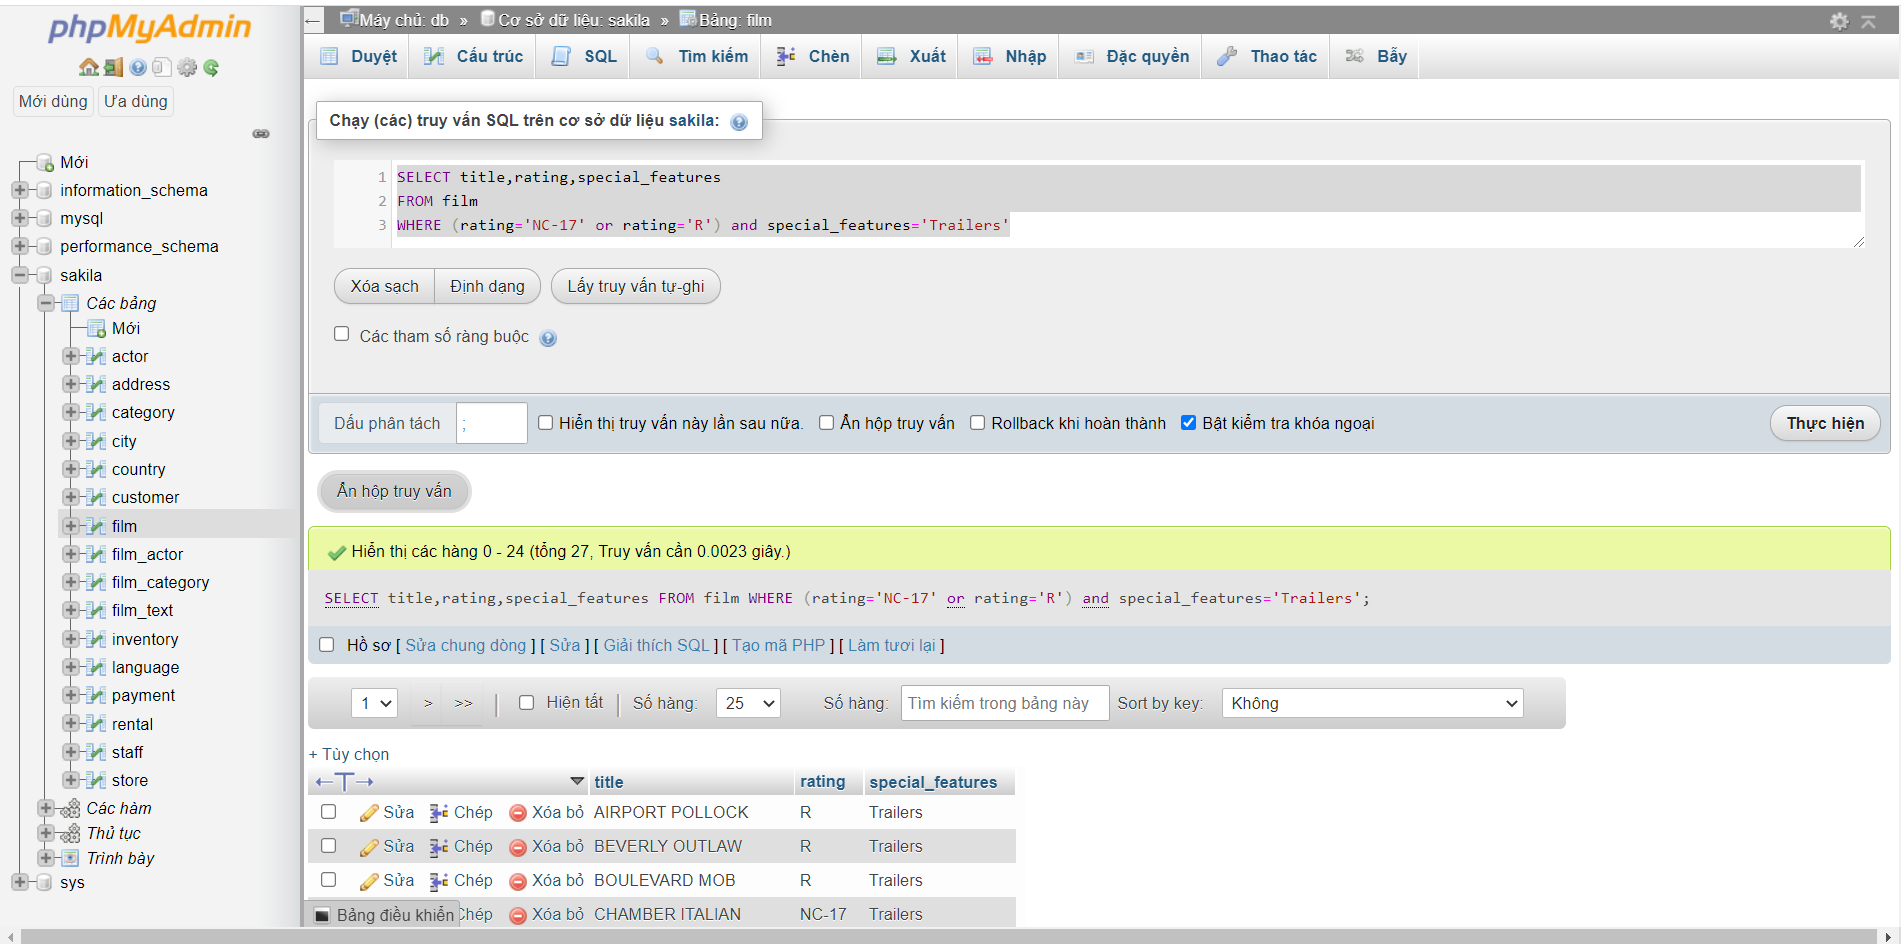 phpMyAdmin
Mới dùng Ưa dùng
Mới
information_schema
mysql
performance_schema
sakila
Các bảng
Mới
actor
address
category
city
country
customer
film
film_actor
film_category
film_text
inventory
language
payment
rental
staff
store
Các hàm
Thủ tục
Trình bày
sys
← Máy chủ: db » Cơ sở dữ liệu: sakila » Bảng: film
Duyệt Cấu trúc SQL Tìm kiếm Chèn Xuất Nhập Đặc quyền Thao tác Bẫy
Chạy (các) truy vấn SQL trên cơ sở dữ liệu sakila:
1 SELECT title,rating,special_features
2 FROM film
3 WHERE (rating='NC-17' or rating='R') and special_features='Trailers'
Xóa sạch Định dạng Lấy truy vấn tự-ghi
Các tham số ràng buộc
Dấu phân tách ; Hiển thị truy vấn này lần sau nữa. Ẩn hộp truy vấn Rollback khi hoàn thành Bật kiểm tra khóa ngoại Thực hiện
Ẩn hộp truy vấn
Hiển thị các hàng 0 - 24 (tổng 27, Truy vấn cần 0.0023 giây.)
SELECT title,rating,special_features FROM film WHERE (rating='NC-17' or rating='R') and special_features='Trailers';
Hồ sơ [ Sửa chung dòng ] [ Sửa ] [ Giải thích SQL ] [ Tạo mã PHP ] [ Làm tươi lại ]
1 > >> | Hiện tất | Số hàng: 25 Số hàng: Tìm kiếm trong bảng này Sort by key: Không
+ Tùy chọn
←T→ title rating special_features
Sửa Chép Xóa bỏ AIRPORT POLLOCK R Trailers
Sửa Chép Xóa bỏ BEVERLY OUTLAW R Trailers
Sửa Chép Xóa bỏ BOULEVARD MOB R Trailers
Bảng điều khiển Chép Xóa bỏ CHAMBER ITALIAN NC-17 Trailers